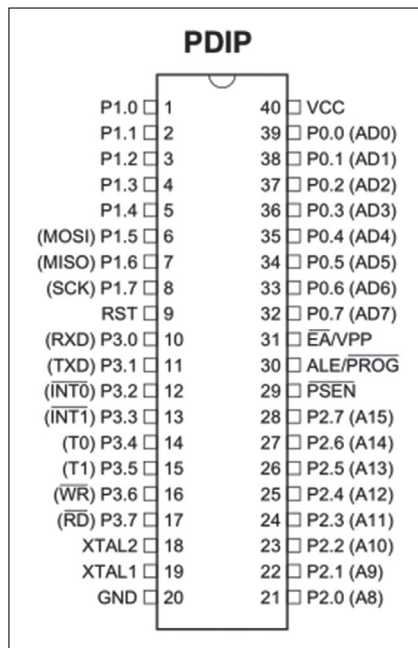 PDIP
P1.0 1 40 VCC
P1.1 2 39 P0.0 (AD0)
P1.2 3 38 P0.1 (AD1)
P1.3 4 37 P0.2 (AD2)
P1.4 5 36 P0.3 (AD3)
(MOSI) P1.5 6 35 P0.4 (AD4)
(MISO) P1.6 7 34 P0.5 (AD5)
(SCK) P1.7 8 33 P0.6 (AD6)
RST 9 32 P0.7 (AD7)
(RXD) P3.0 10 31 E̅A̅/VPP
(TXD) P3.1 11 30 ALE/P̅R̅O̅G̅
(I̅N̅T̅0̅) P3.2 12 29 P̅S̅E̅N̅
(I̅N̅T̅1̅) P3.3 13 28 P2.7 (A15)
(T0) P3.4 14 27 P2.6 (A14)
(T1) P3.5 15 26 P2.5 (A13)
(W̅R̅) P3.6 16 25 P2.4 (A12)
(R̅D̅) P3.7 17 24 P2.3 (A11)
XTAL2 18 23 P2.2 (A10)
XTAL1 19 22 P2.1 (A9)
GND 20 21 P2.0 (A8)